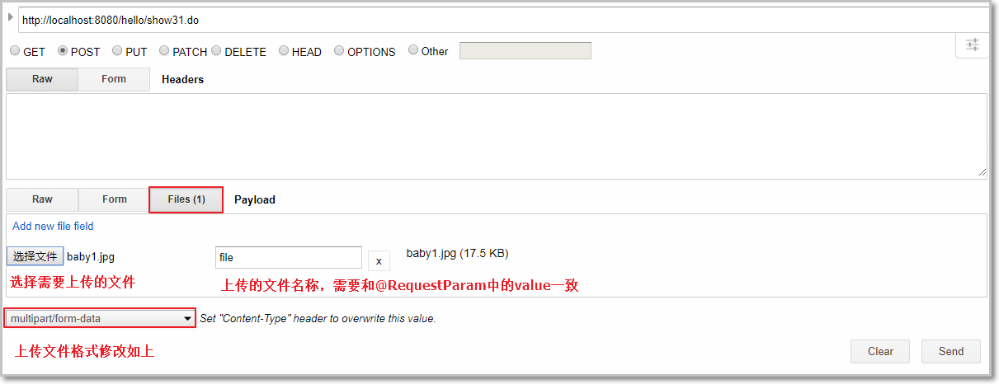 http://localhost:8080/hello/show31.do
GET POST PUT PATCH DELETE HEAD OPTIONS Other
Raw Form Headers
Raw Form Files (1) Payload
Add new file field
选择文件 baby1.jpg file x baby1.jpg (17.5 KB)
选择需要上传的文件 上传的文件名称，需要和@RequestParam中的value一致
multipart/form-data Set "Content-Type" header to overwrite this value.
上传文件格式修改如上
Clear Send